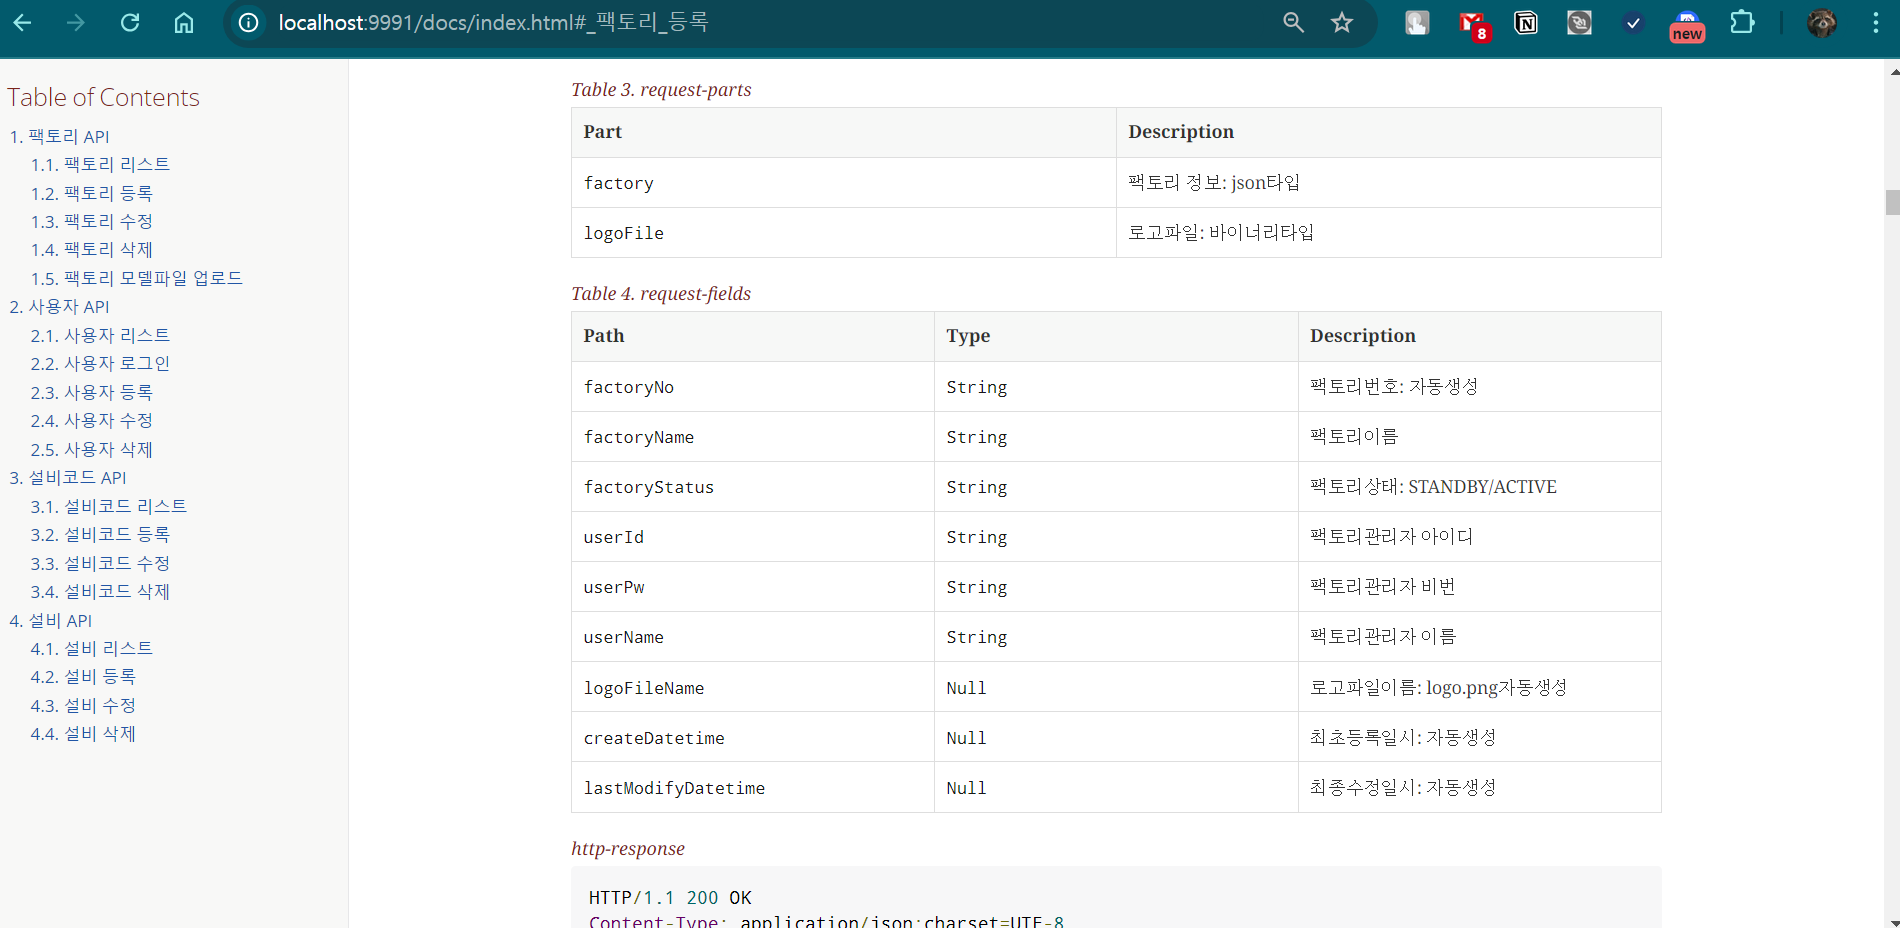 localhost:9991/docs/index.html#_팩토리_등록
8
new
Table of Contents
1. 팩토리 API
1.1. 팩토리 리스트
1.2. 팩토리 등록
1.3. 팩토리 수정
1.4. 팩토리 삭제
1.5. 팩토리 모델파일 업로드
2. 사용자 API
2.1. 사용자 리스트
2.2. 사용자 로그인
2.3. 사용자 등록
2.4. 사용자 수정
2.5. 사용자 삭제
3. 설비코드 API
3.1. 설비코드 리스트
3.2. 설비코드 등록
3.3. 설비코드 수정
3.4. 설비코드 삭제
4. 설비 API
4.1. 설비 리스트
4.2. 설비 등록
4.3. 설비 수정
4.4. 설비 삭제
Table 3. request-parts
Part Description
factory 팩토리 정보: json타입
logoFile 로고파일: 바이너리타입
Table 4. request-fields
Path Type Description
factoryNo String 팩토리번호: 자동생성
factoryName String 팩토리이름
factoryStatus String 팩토리상태: STANDBY/ACTIVE
userId String 팩토리관리자 아이디
userPw String 팩토리관리자 비번
userName String 팩토리관리자 이름
logoFileName Null 로고파일이름: logo.png자동생성
createDatetime Null 최초등록일시: 자동생성
lastModifyDatetime Null 최종수정일시: 자동생성
http-response
HTTP/1.1 200 OK
Content-Type: application/json;charset=UTF-8